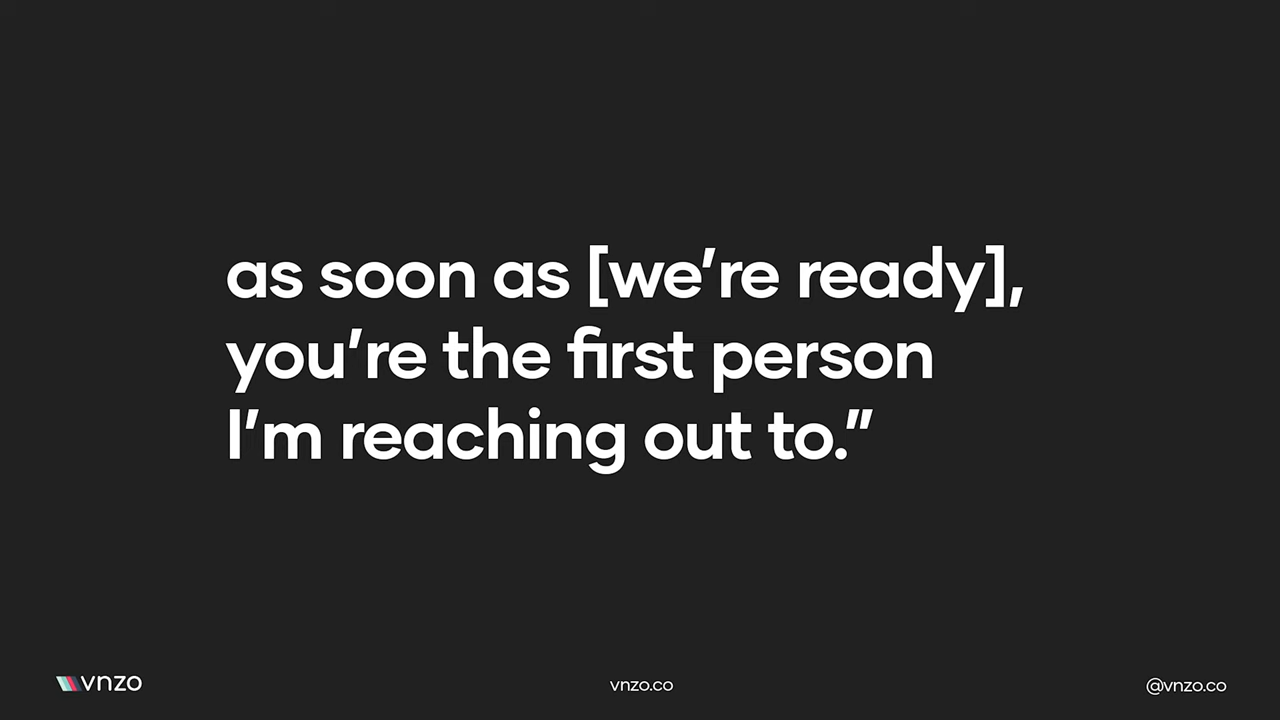 as soon as [we’re ready],
you’re the first person
I’m reaching out to.”
vnzo
vnzo.co
@vnzo.co